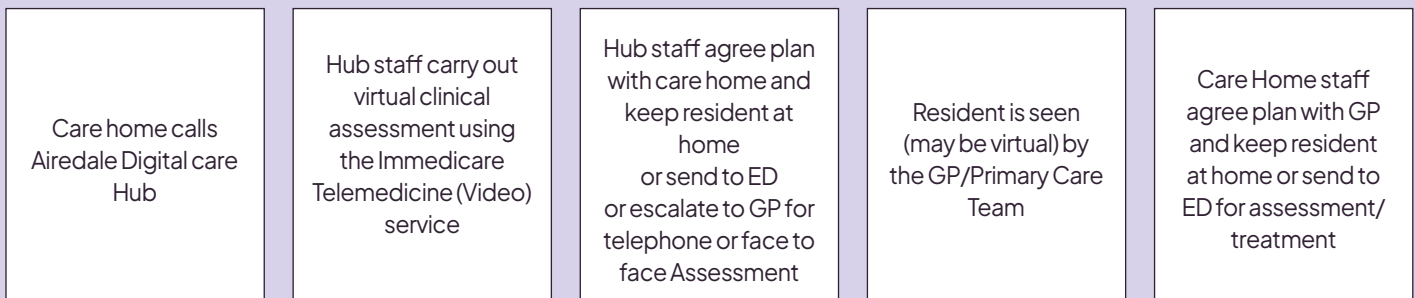 Care home calls
Airedale Digital care
Hub
Hub staff carry out
virtual clinical
assessment using
the Immedicare
Telemedicine (Video)
service
Hub staff agree plan
with care home and
keep resident at
home
or send to ED
or escalate to GP for
telephone or face to
face Assessment
Resident is seen
(may be virtual) by
the GP/Primary Care
Team
Care Home staff
agree plan with GP
and keep resident
at home or send to
ED for assessment/
treatment